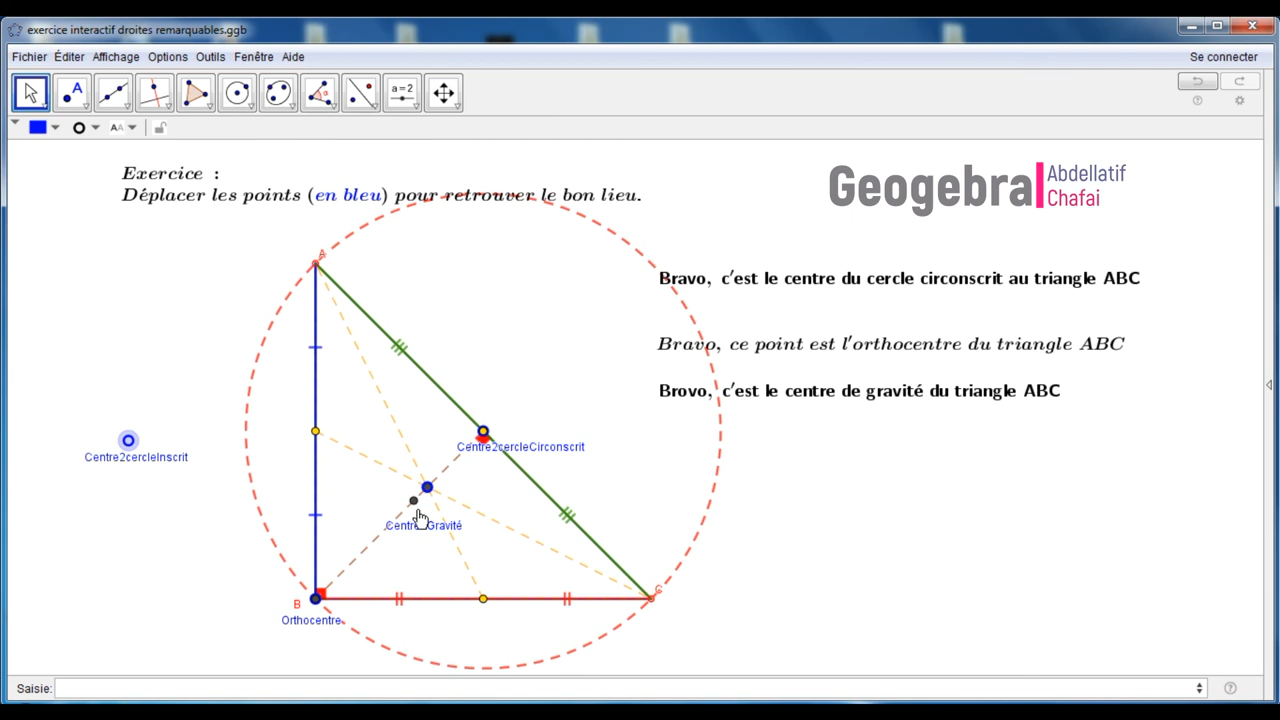 exercice interactif droites remarquables.ggb
Fichier Éditer Affichage Options Outils Fenêtre Aide Se connecter
A α a=2
AA
Exercice :
Déplacer les points (en bleu) pour retrouver le bon lieu.
Geogebra Abdellatif
Chafai
A
Bravo, c'est le centre du cercle circonscrit au triangle ABC
Bravo, ce point est l'orthocentre du triangle ABC
Brovo, c'est le centre de gravité du triangle ABC
Centre2cercleCirconscrit
Centre2cercleInscrit
Gravité
C
B
Orthocentre
Saisie: